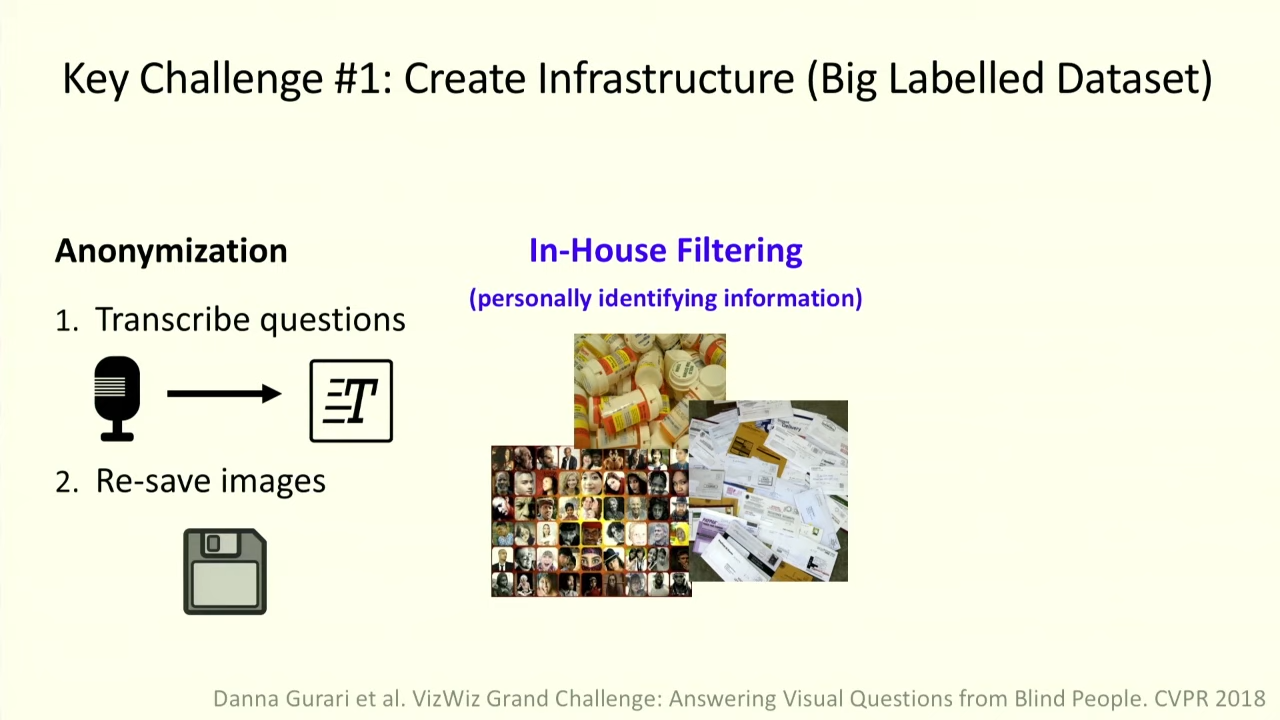 Key Challenge #1: Create Infrastructure (Big Labelled Dataset)
Anonymization
1. Transcribe questions
T
2. Re-save images
In-House Filtering
(personally identifying information)
Danna Gurari et al. VizWiz Grand Challenge: Answering Visual Questions from Blind People. CVPR 2018